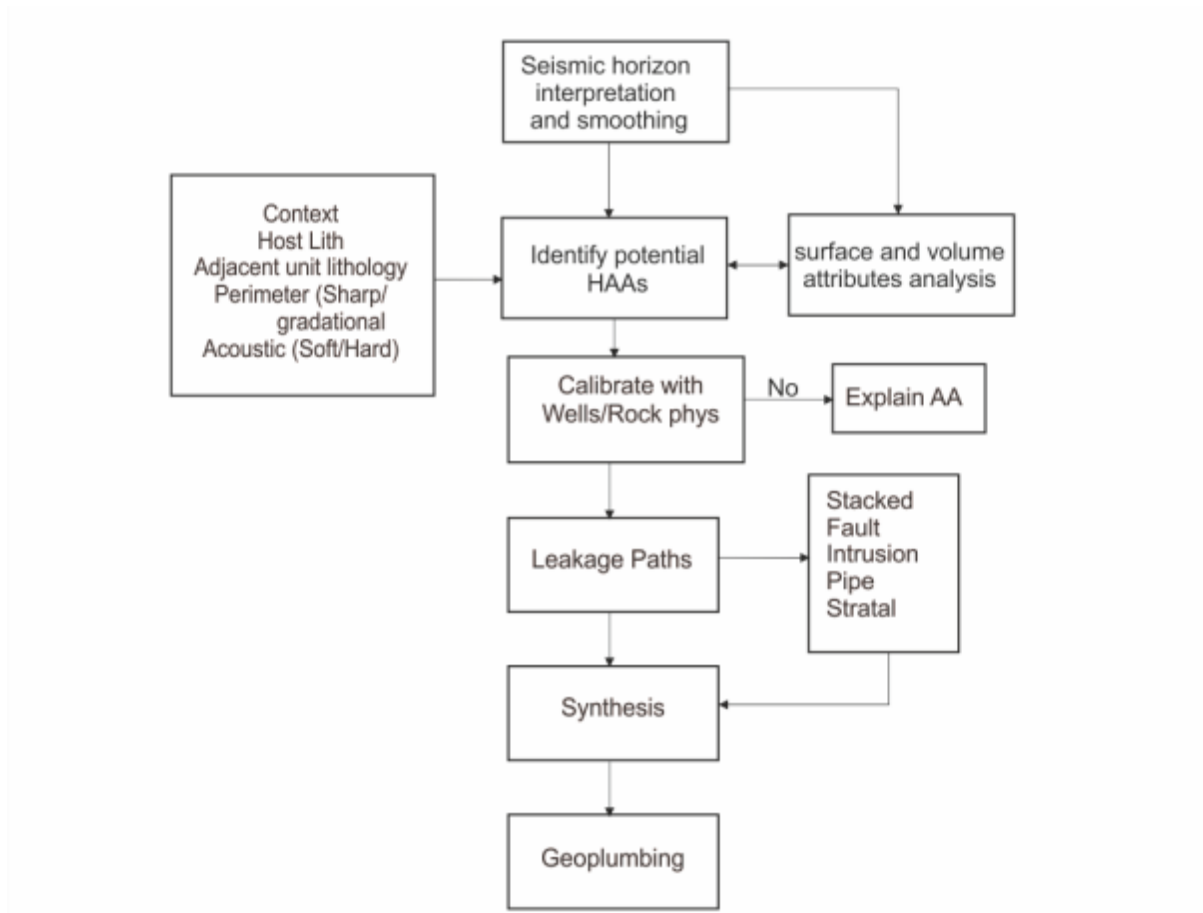 Seismic horizon
interpretation
and smoothing
Context
Host Lith
Adjacent unit lithology
Perimeter (Sharp/
gradational
Acoustic (Soft/Hard)
Identify potential
HAAs
surface and volume
attributes analysis
Calibrate with
Wells/Rock phys
No
Explain AA
Leakage Paths
Stacked
Fault
Intrusion
Pipe
Stratal
Synthesis
Geoplumbing